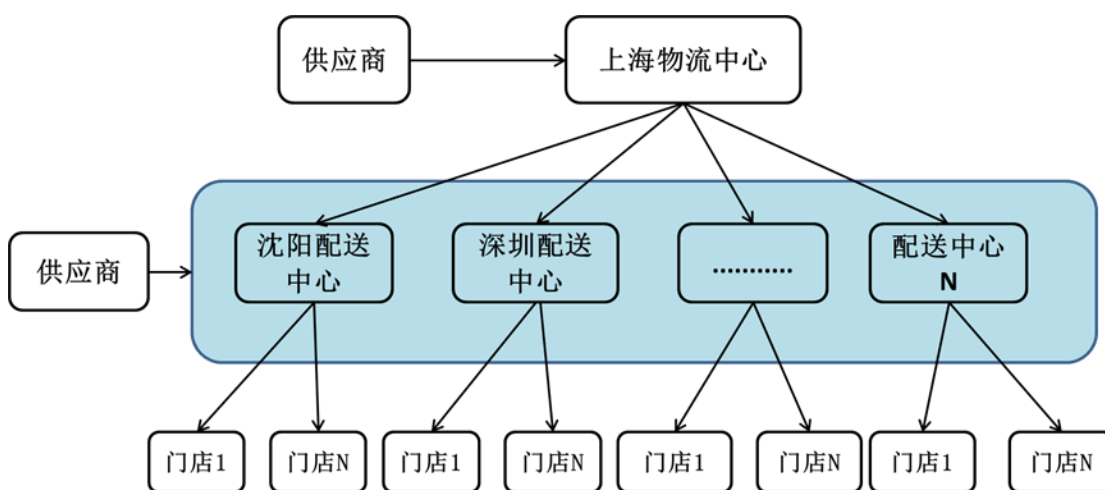 供应商
上海物流中心
供应商
沈阳配送
中心
深圳配送
中心
...........
配送中心
N
门店1
门店N
门店1
门店N
门店1
门店N
门店1
门店N